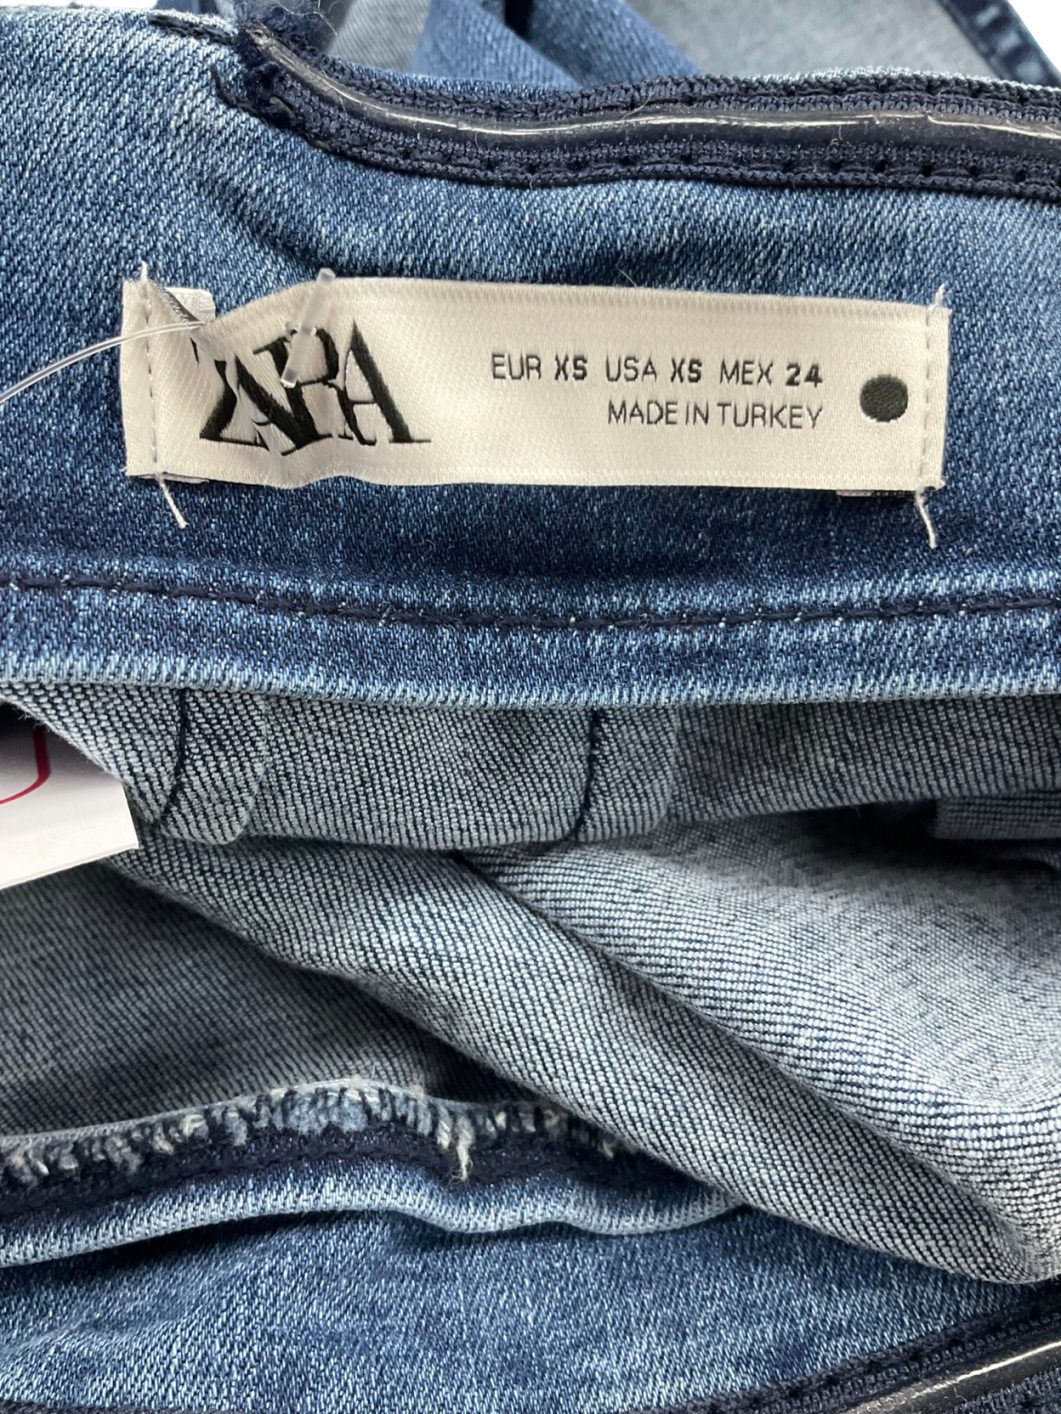 ZARA
EUR XS USA XS MEX 24
MADE IN TURKEY